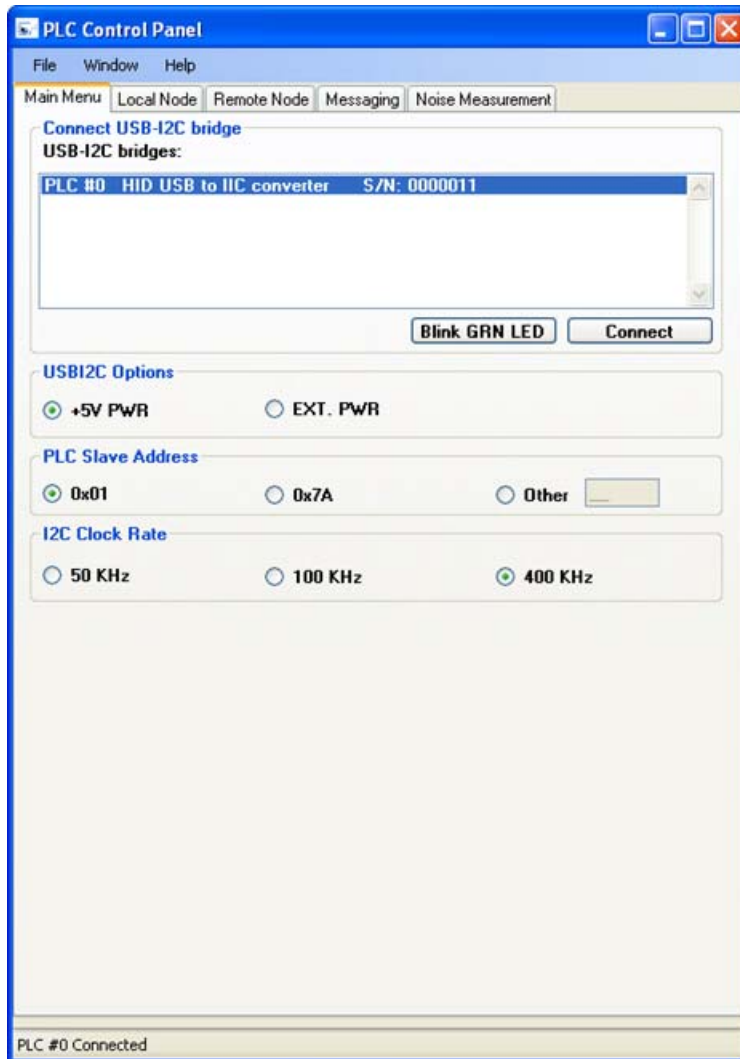 PLC Control Panel
File Window Help
Main Menu Local Node Remote Node Messaging Noise Measurement
Connect USB-I2C bridge
USB-I2C bridges:
PLC #0 HID USB to IIC converter S/N: 0000011
Blink GRN LED Connect
USBI2C Options
+5V PWR EXT. PWR
PLC Slave Address
0x01 0x7A Other __
I2C Clock Rate
50 KHz 100 KHz 400 KHz
PLC #0 Connected